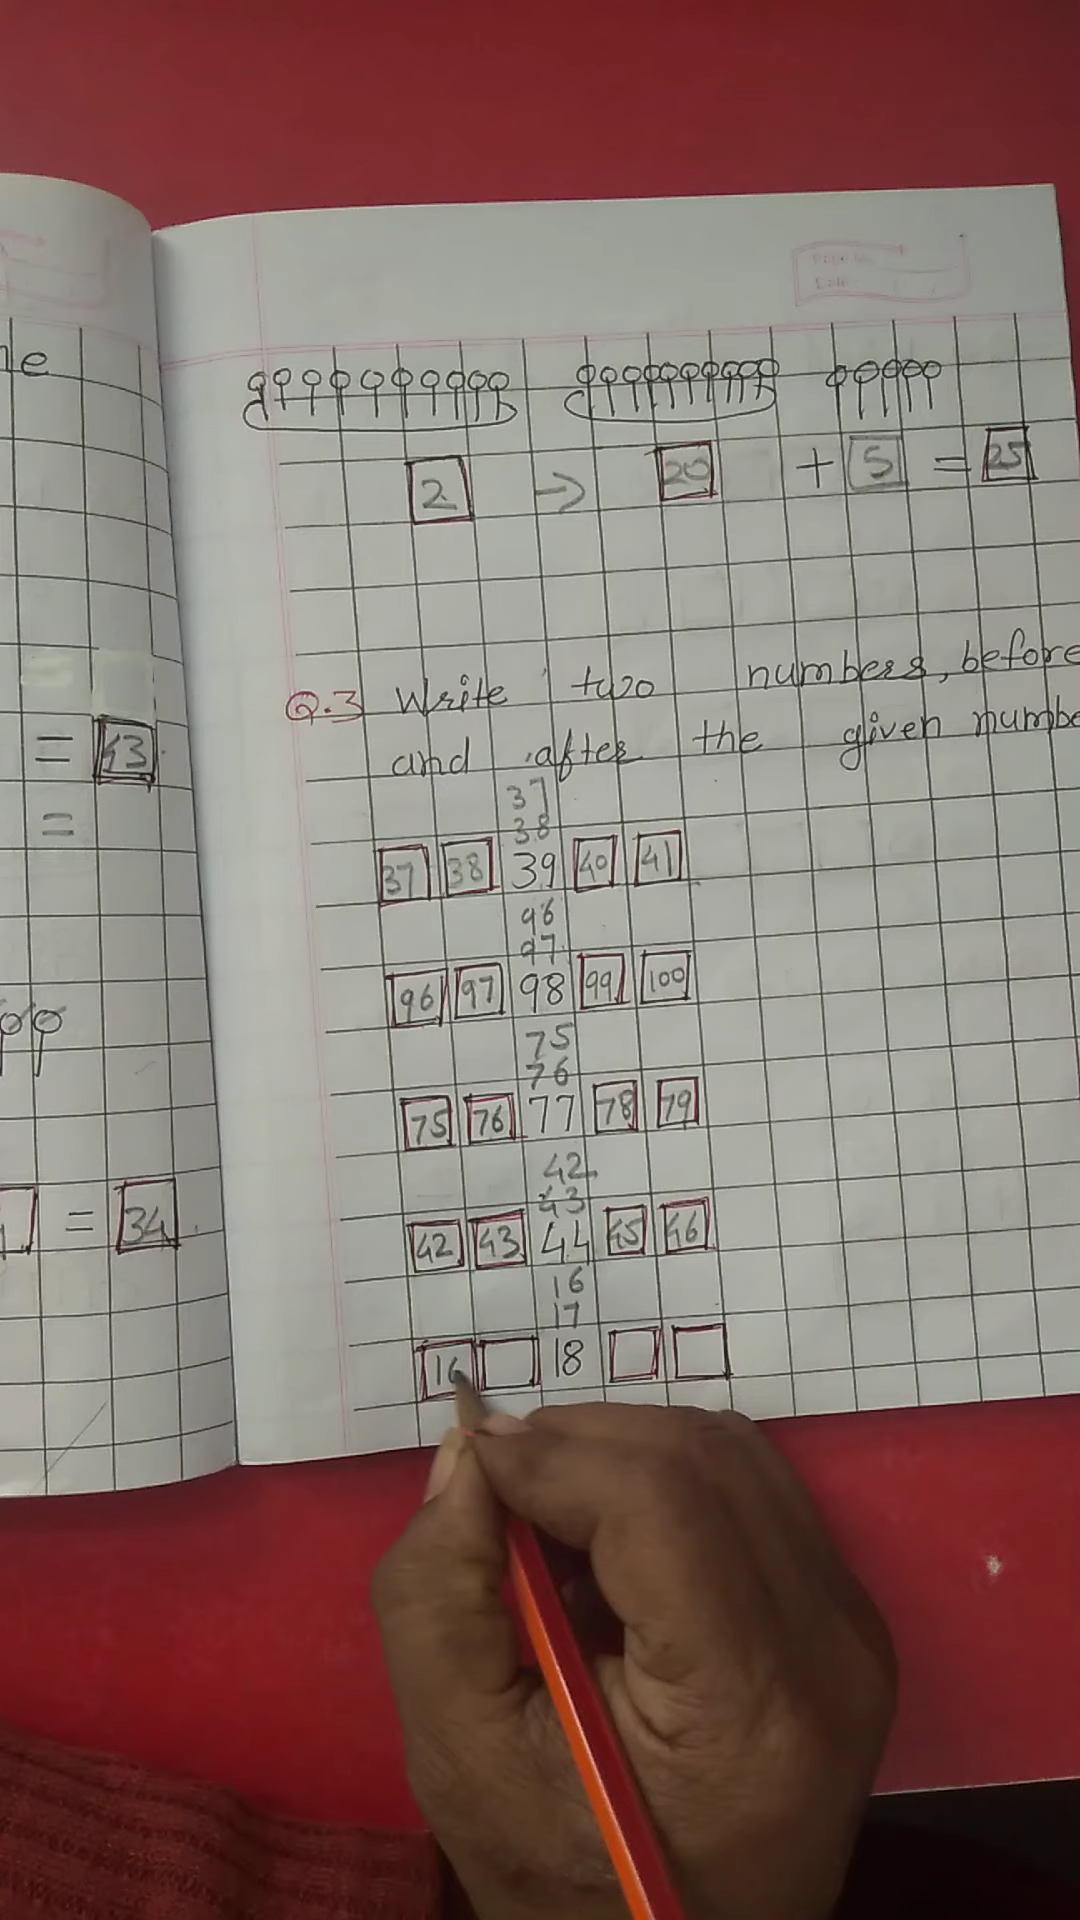 2 → 20 + 5 = 25
Q.3 Write two numbers, before
and after the given numbe
37
38
37 38 39 40 41
96
97
96 97 98 99 100
75
76
75 76 77 78 79
42
43
42 43 44 45 46
16
17
16 18
= 43
=
= 34